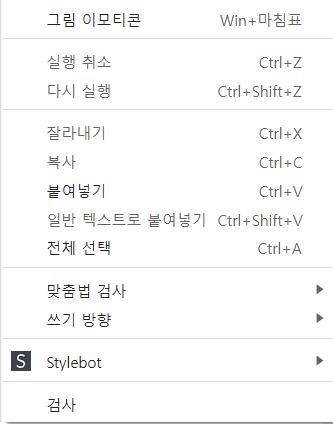 그림 이모티콘 Win+마침표
실행 취소 Ctrl+Z
다시 실행 Ctrl+Shift+Z
잘라내기 Ctrl+X
복사 Ctrl+C
붙여넣기 Ctrl+V
일반 텍스트로 붙여넣기 Ctrl+Shift+V
전체 선택 Ctrl+A
맞춤법 검사
쓰기 방향
S Stylebot
검사